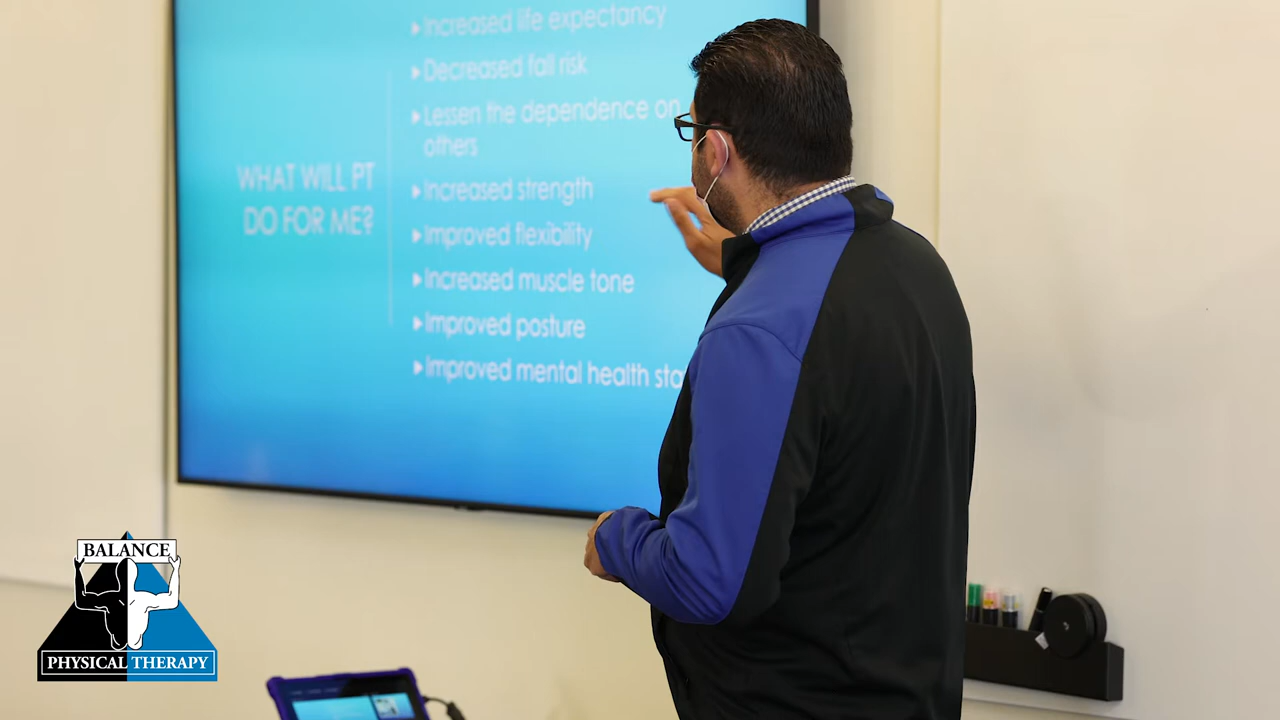 WHAT WILL PT
DO FOR ME?
Increased life expectancy
Decreased fall risk
Lessen the dependence on
others
Increased strength
Improved flexibility
Increased muscle tone
Improved posture
Improved mental health
BALANCE
PHYSICAL THERAPY